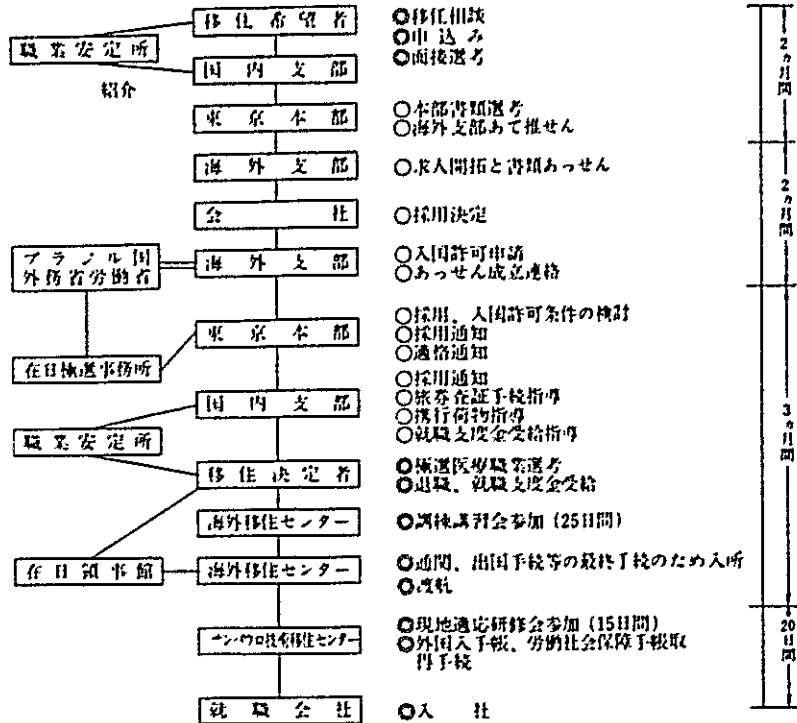 移住希望者
◎移住相談
◎申込み
◎面接選考
職業安定所
国内支部
紹介
東京本部
○本部書類選考
○海外支部あて推せん
2ヵ月間
海外支部
○求人開拓と書類あっせん
会社
○採用決定
ブラジル国
外務省労働省
海外支部
○入国許可申請
○あっせん成立連絡
2ヵ月間
東京本部
○採用、入国許可条件の検討
○採用通知
○適格通知
在日極選事務所
国内支部
○採用通知
○旅券査証手続指導
○携行荷物指導
○就職支度金受給指導
職業安定所
移住決定者
◎極選医療職業選考
◎退職、就職支度金受給
海外移住センター
◎訓練講習会参加 (25日間)
在日領事館
海外移住センター
◎通関、出国手続等の最終手続のため入所
3ヵ月間
サンパウロ技術移住センター
◎現地適応研修会参加 (15日間)
◎外国人手帳、労働社会保障手帳取
得手続
20日間
就職会社
◎入社